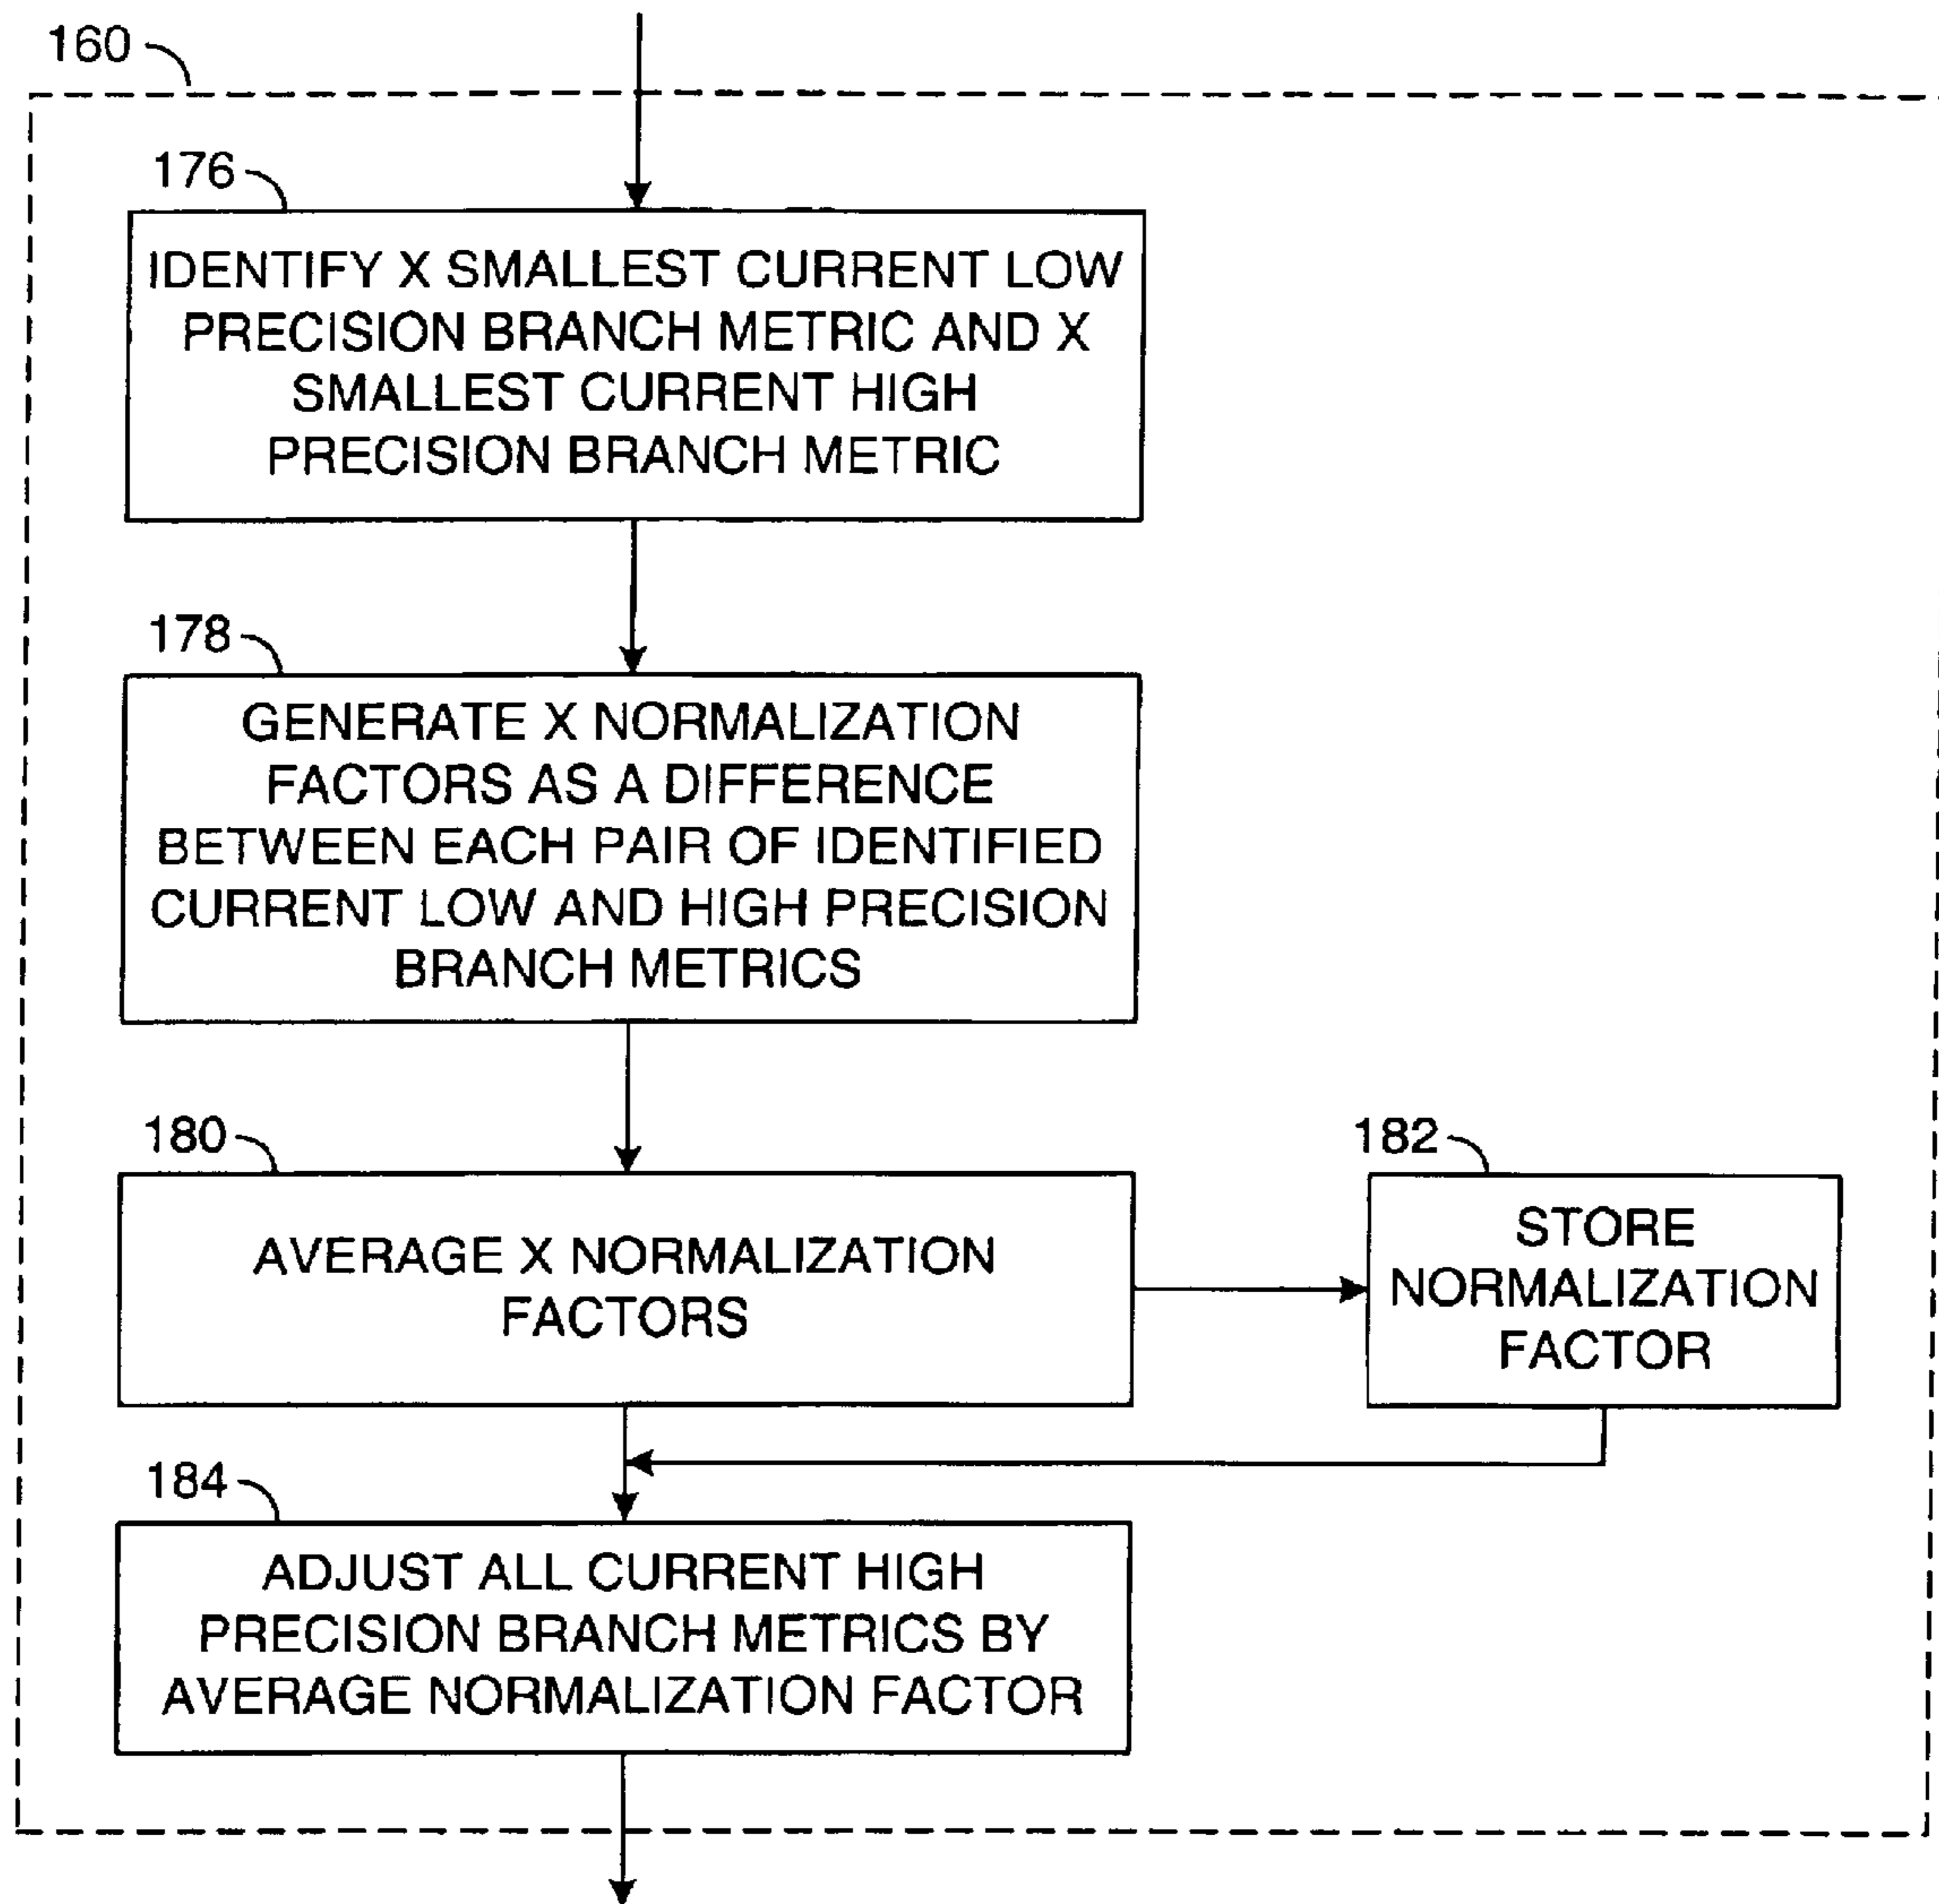 160
176
IDENTIFY X SMALLEST CURRENT LOW
PRECISION BRANCH METRIC AND X
SMALLEST CURRENT HIGH
PRECISION BRANCH METRIC
178
GENERATE X NORMALIZATION
FACTORS AS A DIFFERENCE
BETWEEN EACH PAIR OF IDENTIFIED
CURRENT LOW AND HIGH PRECISION
BRANCH METRICS
180
AVERAGE X NORMALIZATION
FACTORS
182
STORE
NORMALIZATION
FACTOR
184
ADJUST ALL CURRENT HIGH
PRECISION BRANCH METRICS BY
AVERAGE NORMALIZATION FACTOR